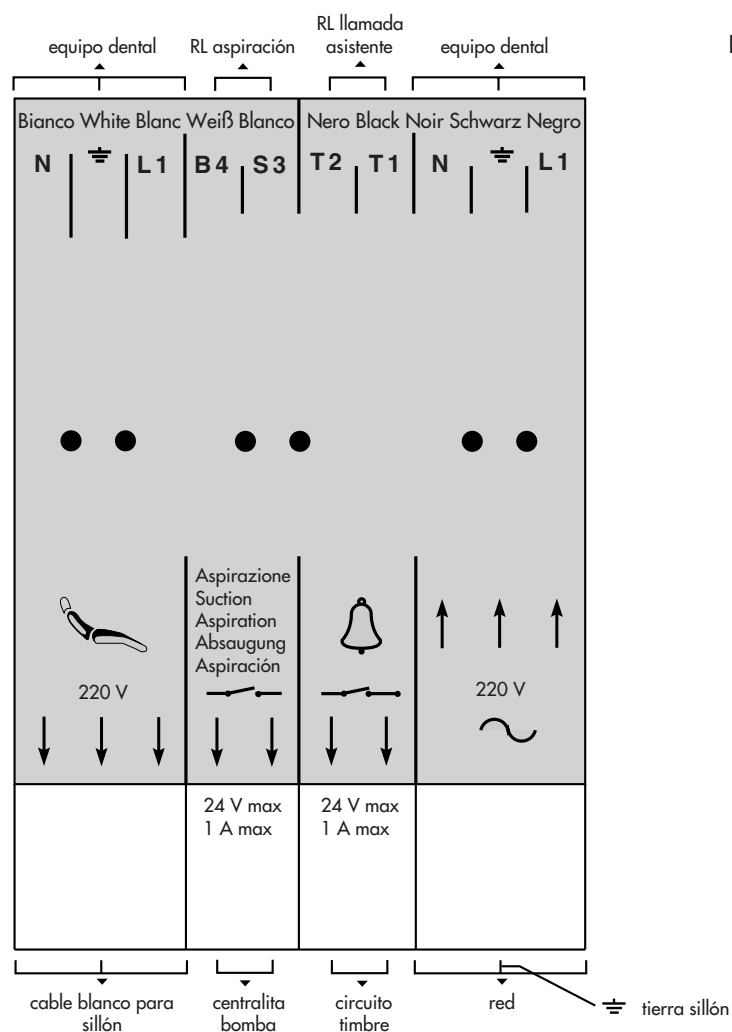 RL llamada
equipo dental RL aspiración asistente equipo dental
Bianco White Blanc Weiß Blanco Nero Black Noir Schwarz Negro
N L1 B4 S3 T2 T1 N L1
Aspirazione
Suction
Aspiration
Absaugung
Aspiración
220 V 220 V
24 V max 24 V max
1 A max 1 A max
cable blanco para centralita circuito red
sillón bomba timbre tierra sillón